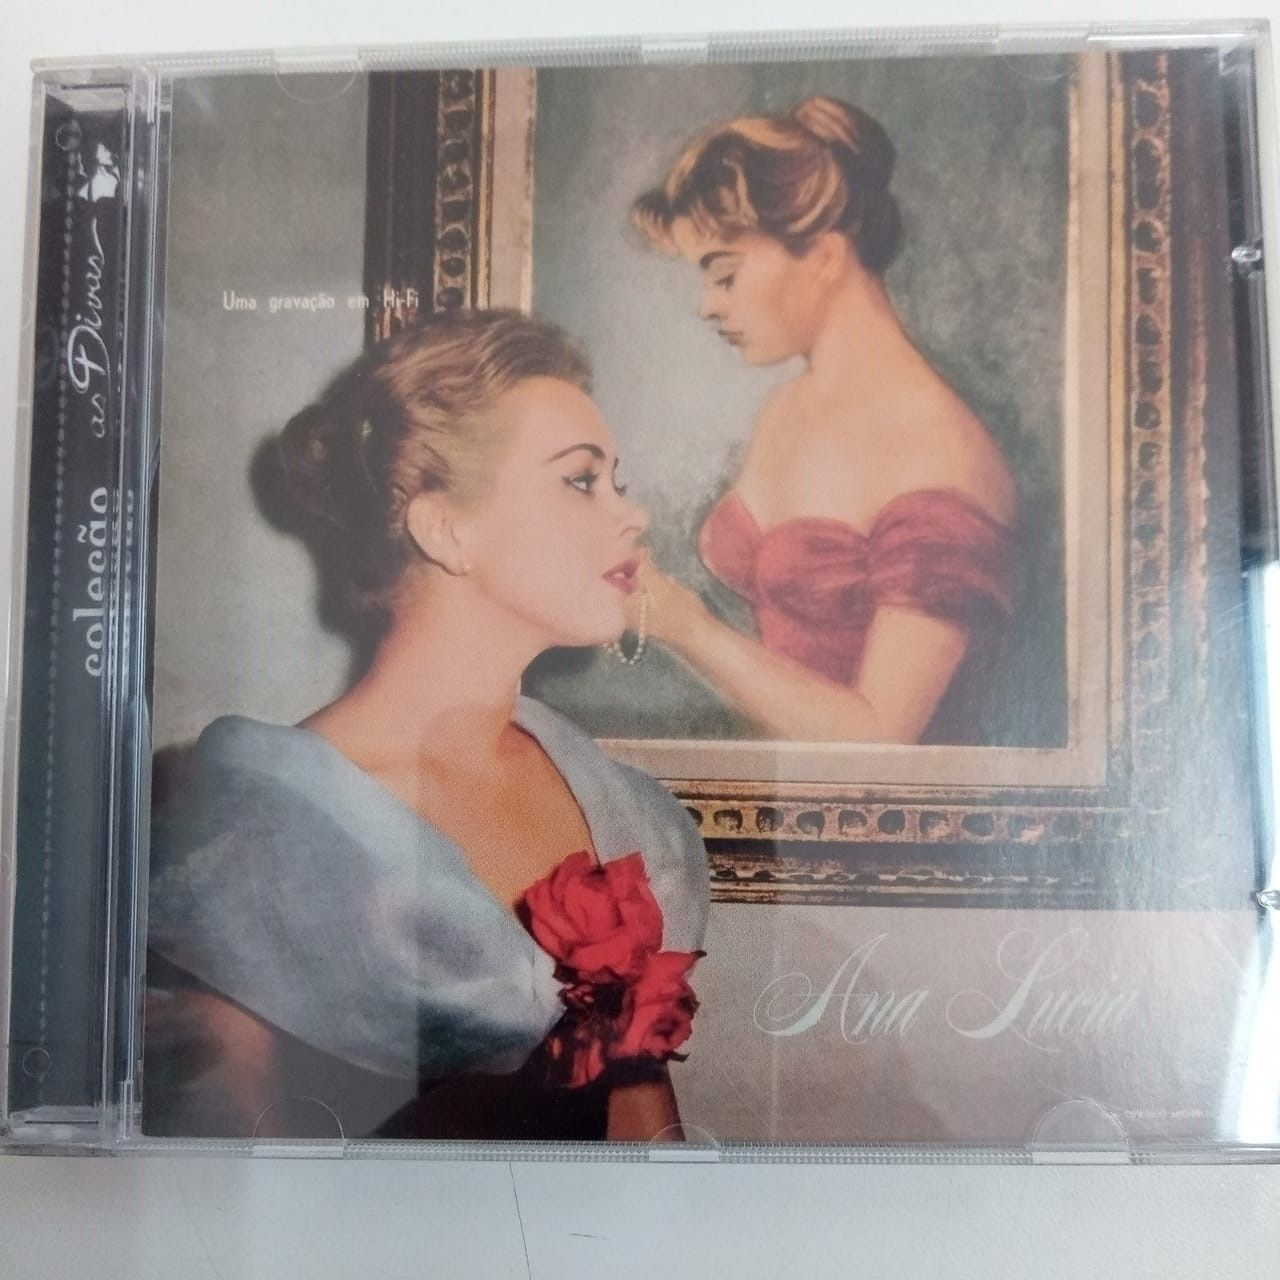 coleção as Divas
Uma gravação em Hi-Fi
Ana Lucia